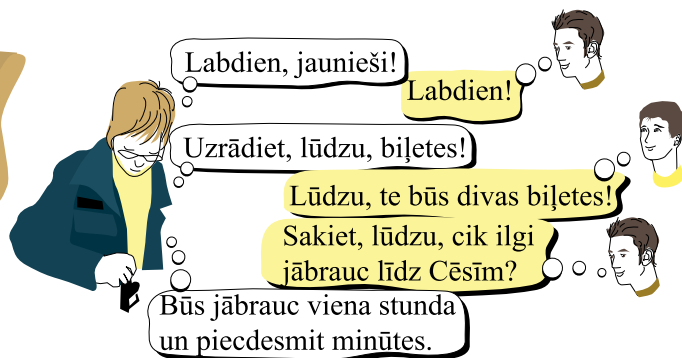 Labdien, jaunieši!
Labdien!
Uzrādiet, lūdzu, biļetes!
Lūdzu, te būs divas biļetes!
Sakiet, lūdzu, cik ilgi
jābrauc līdz Cēsīm?
Būs jābrauc viena stunda
un piecdesmit minūtes.